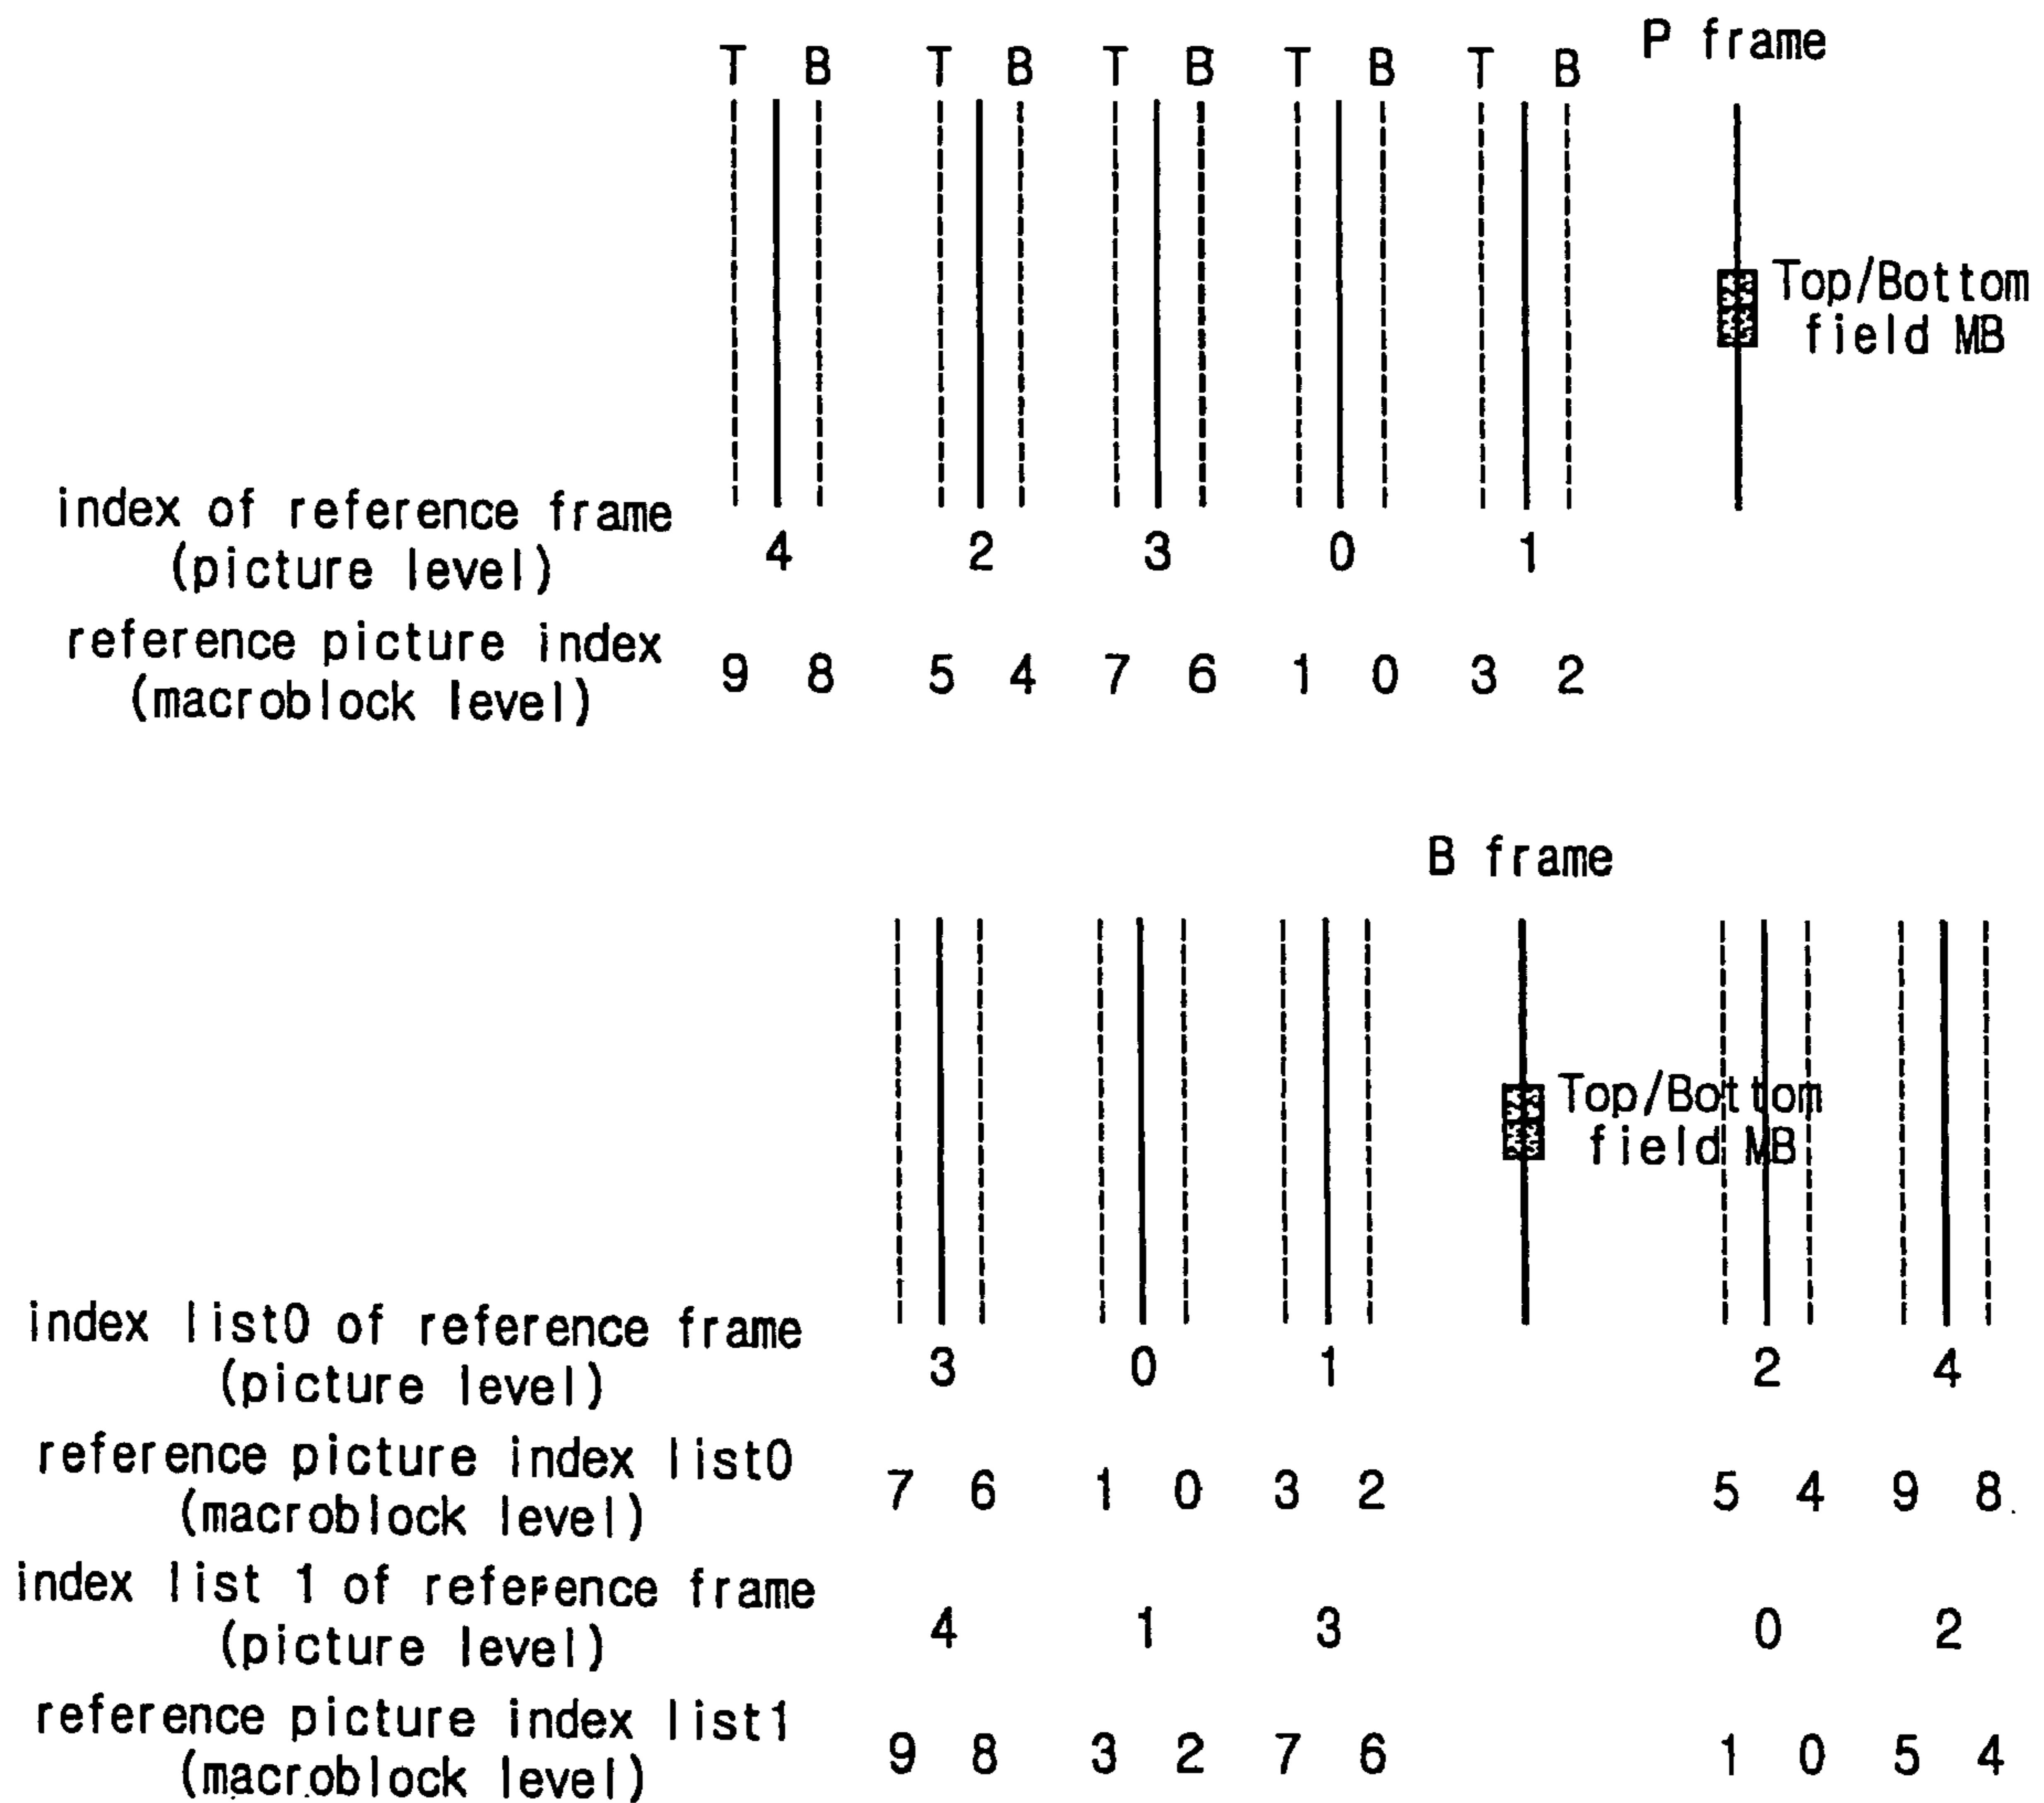 P frame
T B T B T B T B T B
Top/Bottom
field MB
index of reference frame
(picture level)
4 2 3 0 1
reference picture index
(macroblock level)
9 8 5 4 7 6 1 0 3 2
B frame
Top/Bottom
field MB
index list0 of reference frame
(picture level)
3 0 1 2 4
reference picture index list0
(macroblock level)
7 6 1 0 3 2 5 4 9 8
index list 1 of reference frame
(picture level)
4 1 3 0 2
reference picture index list1
(macroblock level)
9 8 3 2 7 6 1 0 5 4